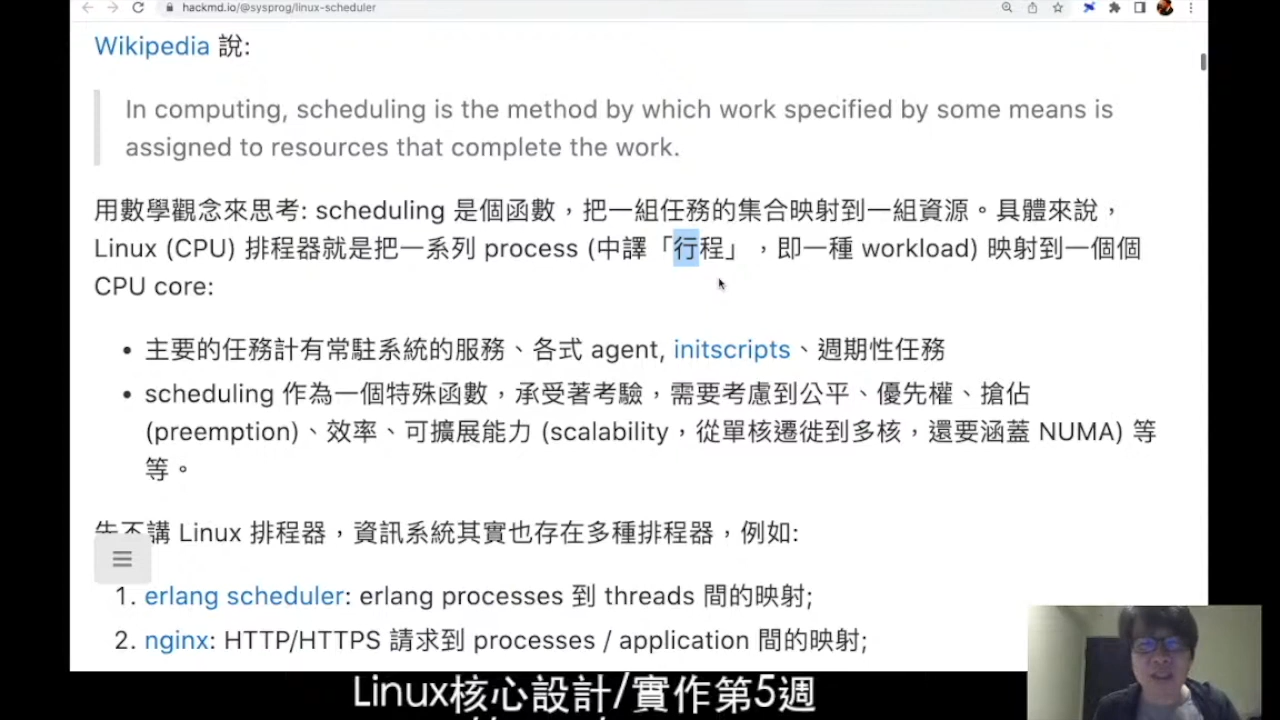 hackmd.io/@sysprog/linux-scheduler
Wikipedia 說:
In computing, scheduling is the method by which work specified by some means is
assigned to resources that complete the work.
用數學觀念來思考: scheduling 是個函數，把一組任務的集合映射到一組資源。具體來說，
Linux (CPU) 排程器就是把一系列 process (中譯「行程」，即一種 workload) 映射到一個個
CPU core:
• 主要的任務計有常駐系統的服務、各式 agent, initscripts、週期性任務
• scheduling 作為一個特殊函數，承受著考驗，需要考慮到公平、優先權、搶佔
(preemption)、效率、可擴展能力 (scalability，從單核遷徙到多核，還要涵蓋 NUMA) 等
等。
先不講 Linux 排程器，資訊系統其實也存在多種排程器，例如:
1. erlang scheduler: erlang processes 到 threads 間的映射;
2. nginx: HTTP/HTTPS 請求到 processes / application 間的映射;
Linux核心設計/實作第5週